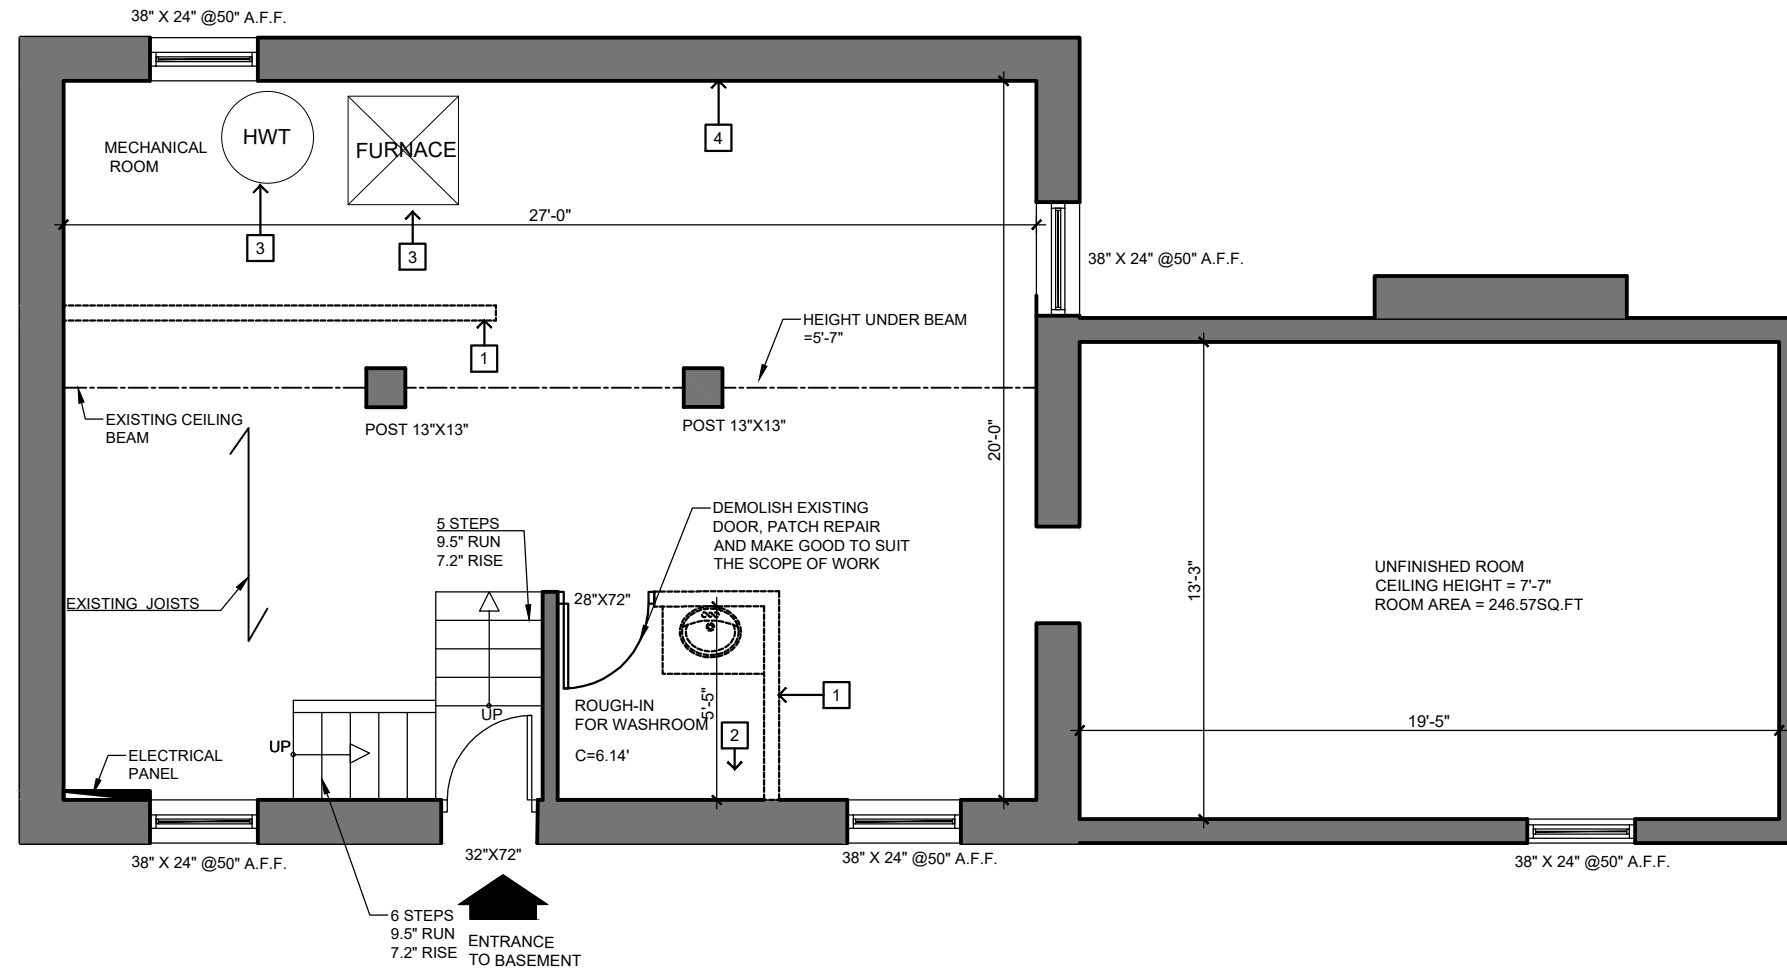 38" X 24" @50" A.F.F.
HWT
FURNACE
MECHANICAL
ROOM
4
3
3
27'-0"
38" X 24" @50" A.F.F.
1
HEIGHT UNDER BEAM
=5'-7"
EXISTING CEILING
BEAM
POST 13"X13"
POST 13"X13"
20'-0"
5 STEPS
9.5" RUN
7.2" RISE
DEMOLISH EXISTING
DOOR, PATCH REPAIR
AND MAKE GOOD TO SUIT
THE SCOPE OF WORK
EXISTING JOISTS
28"X72"
13'-3"
UNFINISHED ROOM
CEILING HEIGHT = 7'-7"
ROOM AREA = 246.57SQ.FT
UP
UP
ROUGH-IN
FOR WASHROOM
C=6.14'
5'-5"
2
1
19'-5"
ELECTRICAL
PANEL
38" X 24" @50" A.F.F.
32"X72"
38" X 24" @50" A.F.F.
38" X 24" @50" A.F.F.
6 STEPS
9.5" RUN
7.2" RISE
ENTRANCE
TO BASEMENT